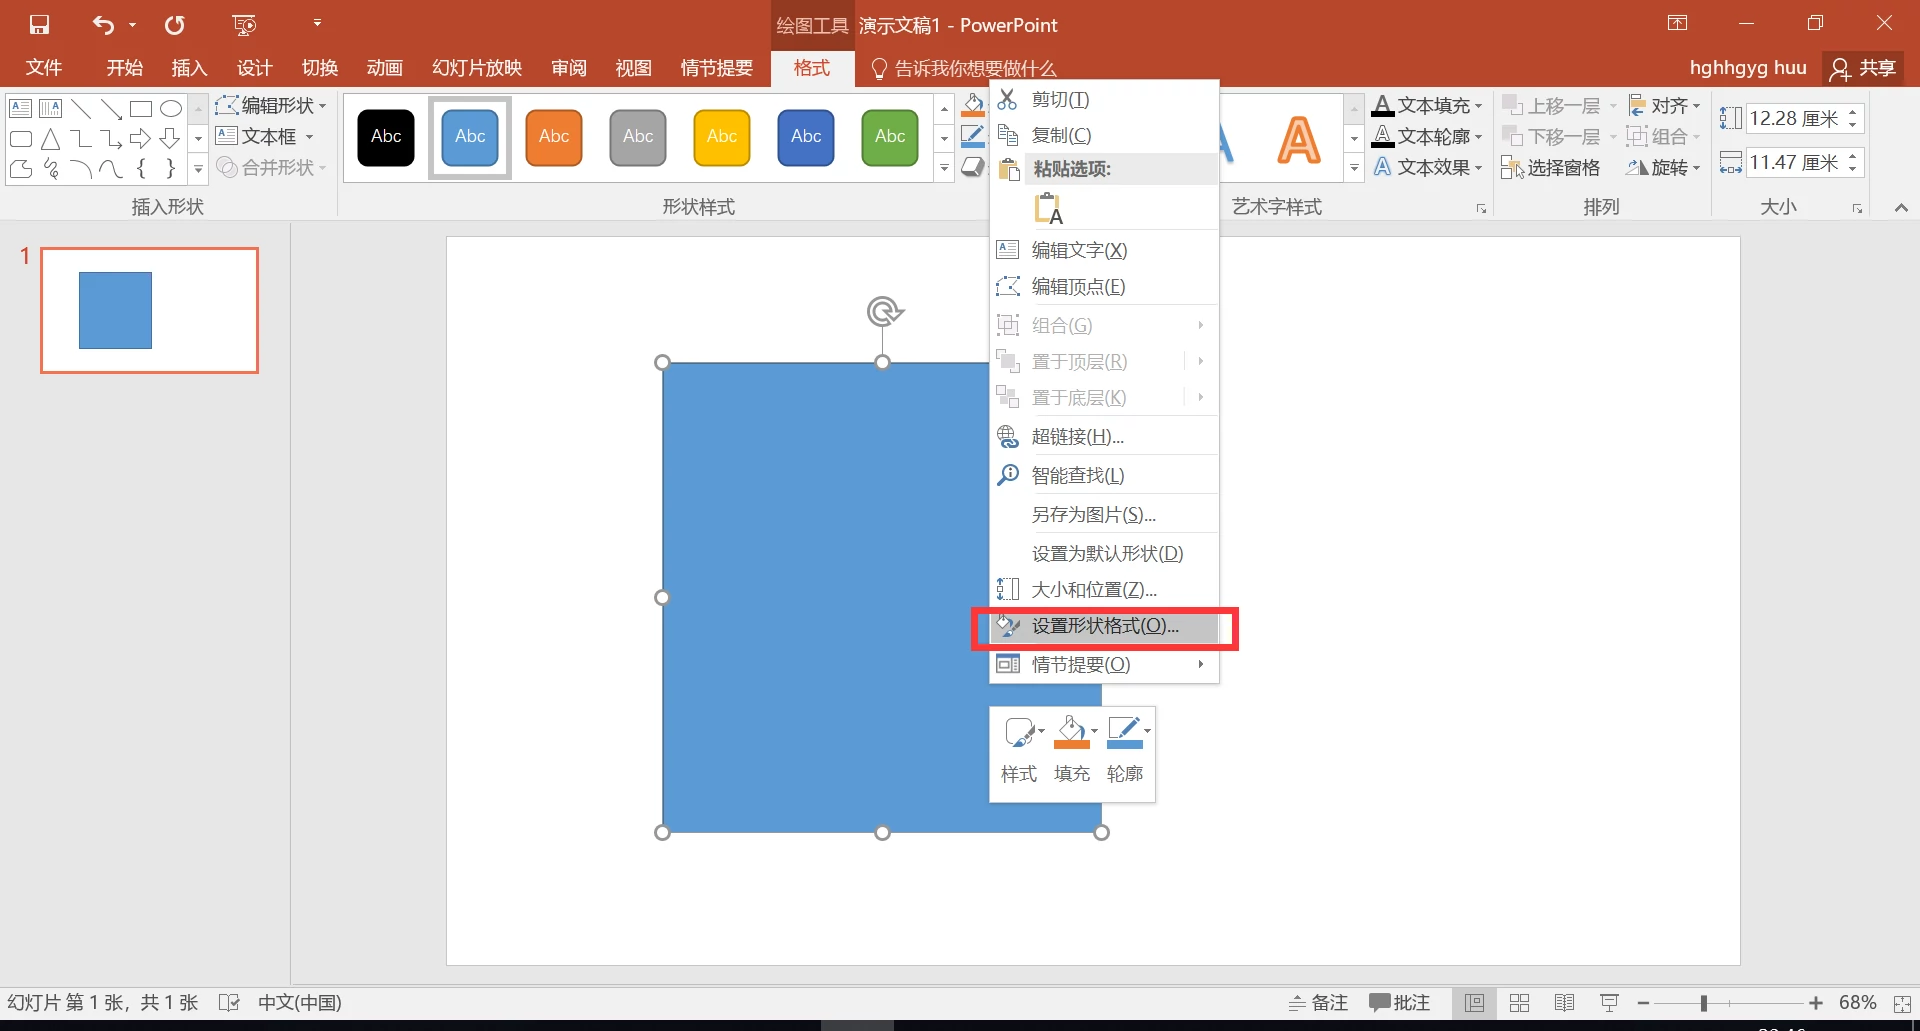 绘图工具 演示文稿1 - PowerPoint
文件 开始 插入 设计 切换 动画 幻灯片放映 审阅 视图 情节提要 格式 告诉我你想要做什么 hghhgyg huu 共享
编辑形状
文本框
合并形状
插入形状
Abc Abc Abc Abc Abc Abc Abc
形状样式
A
文本填充
文本轮廓
文本效果
艺术字样式
上移一层
下移一层
选择窗格
对齐
组合
旋转
排列
12.28 厘米
11.47 厘米
大小
1
剪切(T)
复制(C)
粘贴选项:
编辑文字(X)
编辑顶点(E)
组合(G)
置于顶层(R)
置于底层(K)
超链接(H)...
智能查找(L)
另存为图片(S)...
设置为默认形状(D)
大小和位置(Z)...
设置形状格式(O)...
情节提要(O)
样式 填充 轮廓
幻灯片 第 1 张，共 1 张 中文(中国) 备注 批注 68%